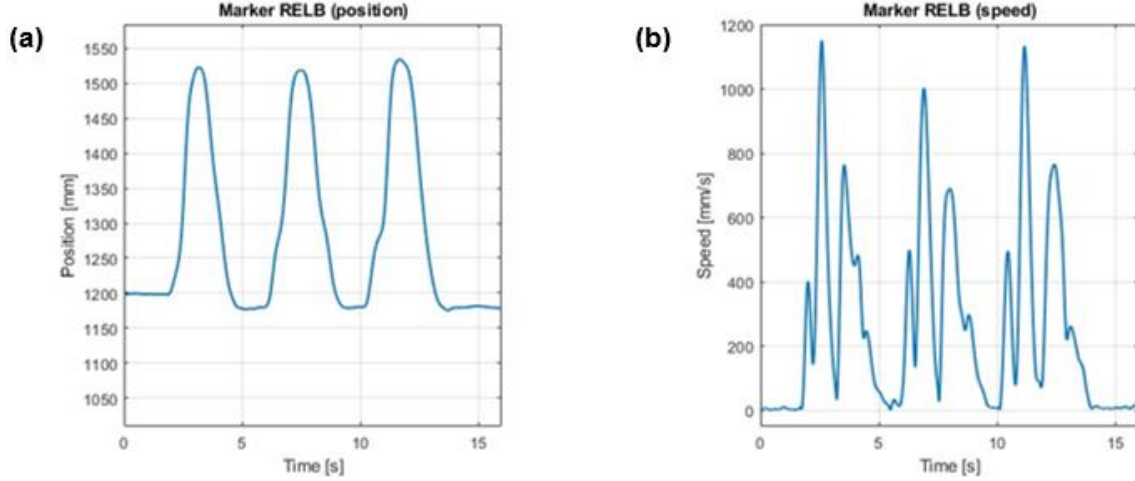 (a)
Marker RELB (position)
Position [mm]
1550
1500
1450
1400
1350
1300
1250
1200
1150
1100
1050
0 5 10 15
Time [s]
(b)
Marker RELB (speed)
Speed [mm/s]
1200
1000
800
600
400
200
0
0 5 10 15
Time [s]